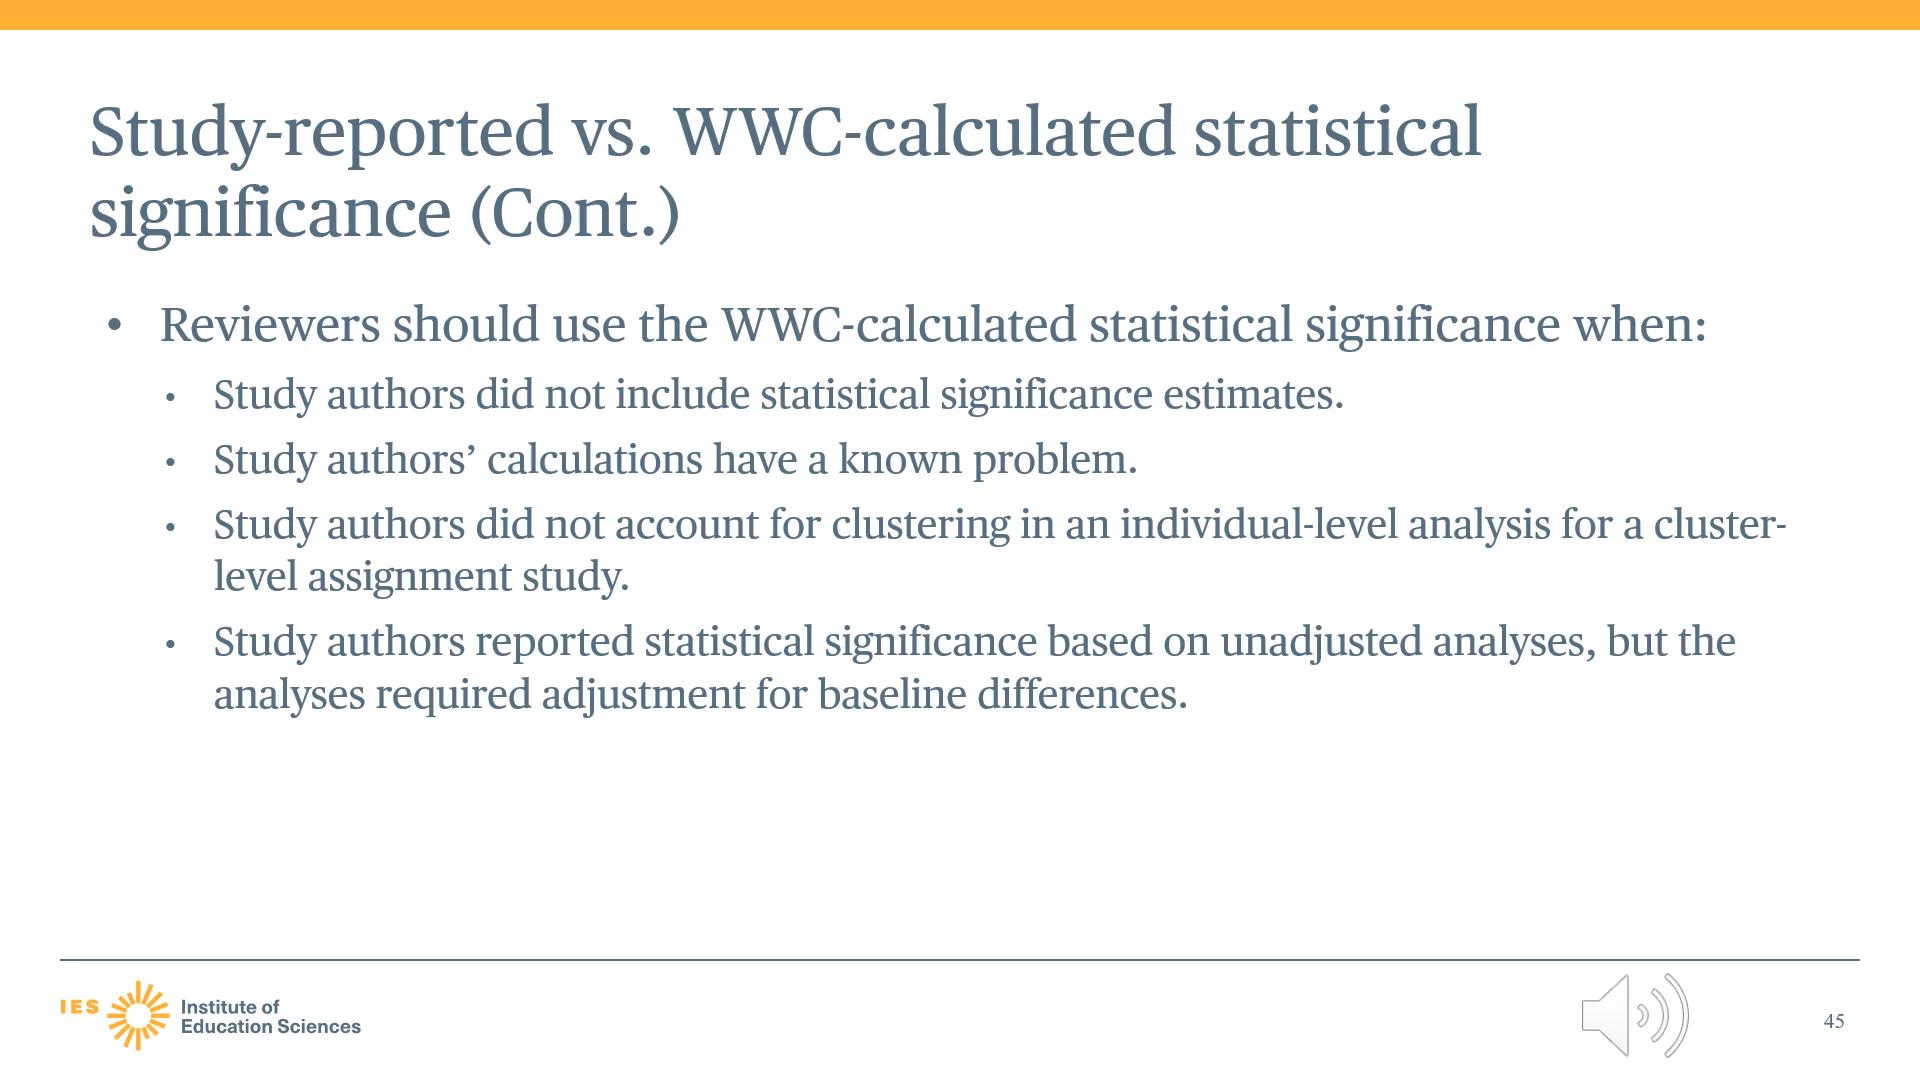 Study-reported vs. WWC-calculated statistical
significance (Cont.)
• Reviewers should use the WWC-calculated statistical significance when:
• Study authors did not include statistical significance estimates.
• Study authors’ calculations have a known problem.
• Study authors did not account for clustering in an individual-level analysis for a cluster-
level assignment study.
• Study authors reported statistical significance based on unadjusted analyses, but the
analyses required adjustment for baseline differences.
IES
Institute of
Education Sciences
45